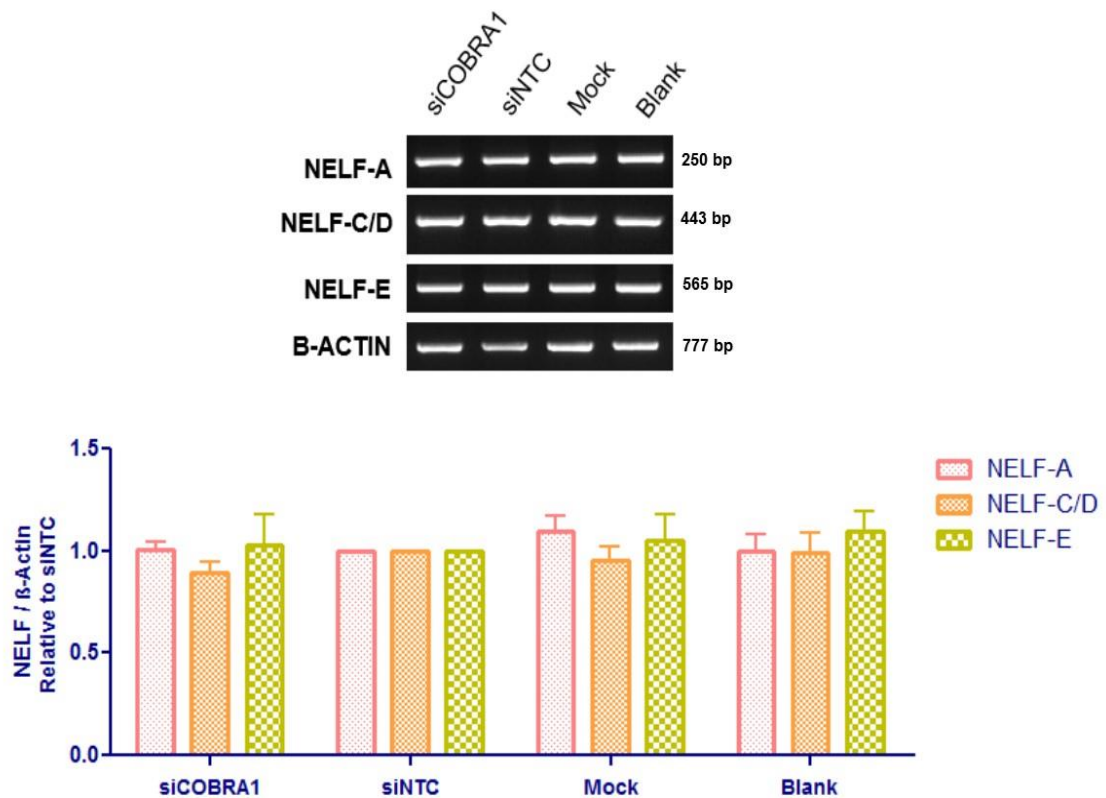 siCOBRA1 siNTC Mock Blank
NELF-A 250 bp
NELF-C/D 443 bp
NELF-E 565 bp
B-ACTIN 777 bp
NELF / ß-Actin
Relative to siNTC
1.5
1.0
0.5
0.0
siCOBRA1 siNTC Mock Blank
NELF-A
NELF-C/D
NELF-E